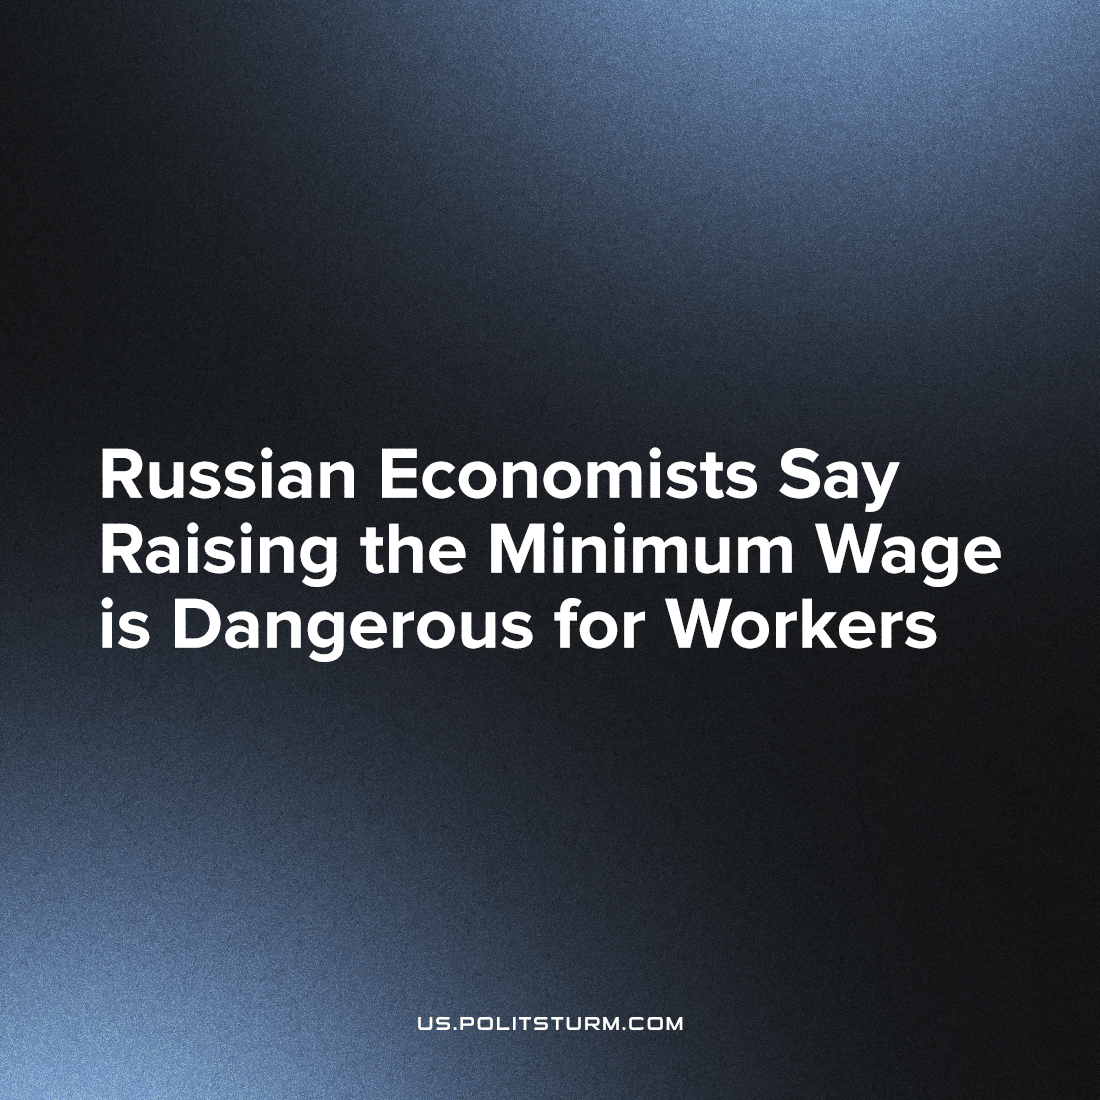 Russian Economists Say
Raising the Minimum Wage
is Dangerous for Workers
US.POLITSTURM.COM